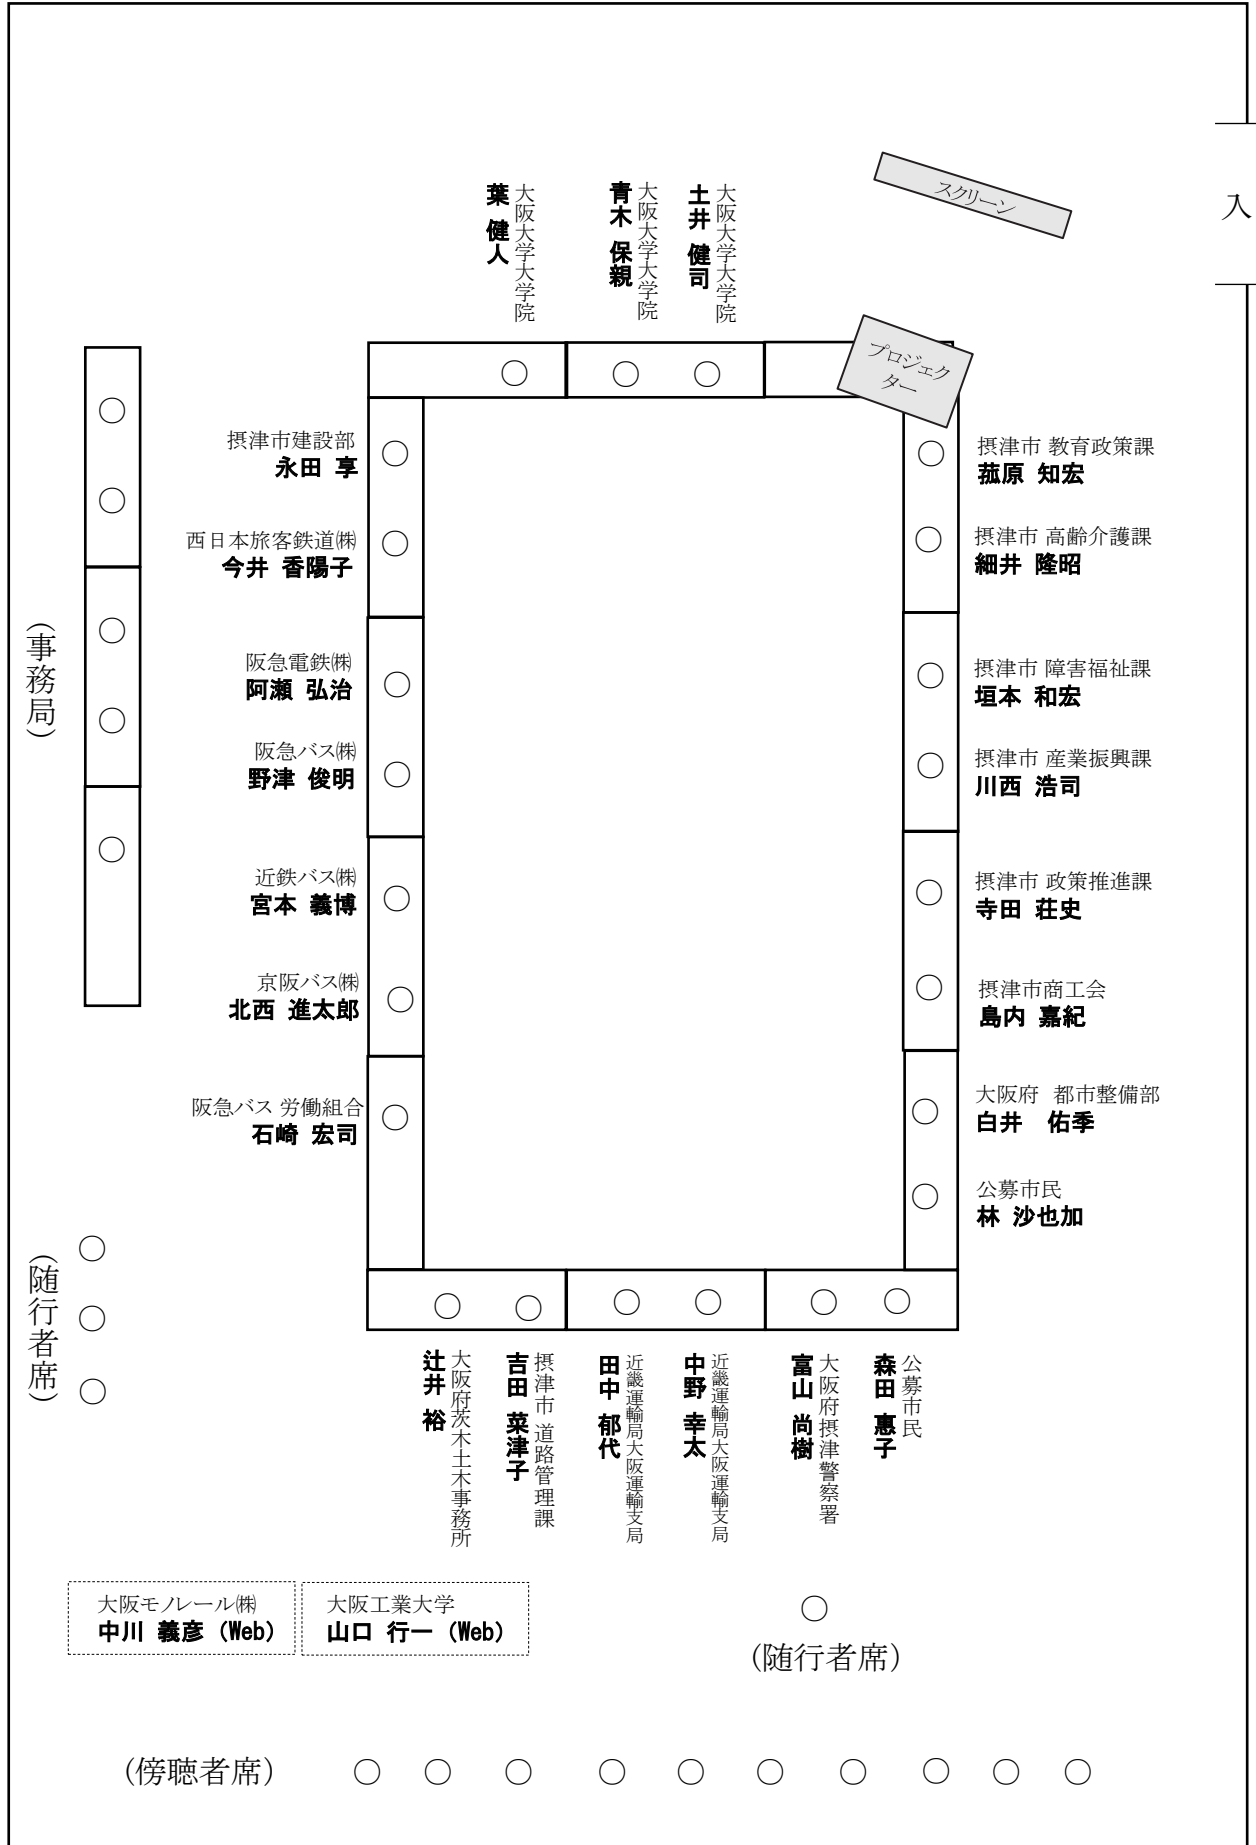 スクリーン
入
大阪大学大学院
土井 健司
大阪大学大学院
青木 保親
大阪大学大学院
葉 健人
プロジェク
ター
摂津市建設部
永田 享
西日本旅客鉄道㈱
今井 香陽子
阪急電鉄㈱
阿瀬 弘治
阪急バス㈱
野津 俊明
近鉄バス㈱
宮本 義博
京阪バス㈱
北西 進太郎
阪急バス 労働組合
石崎 宏司
摂津市 教育政策課
菰原 知宏
摂津市 高齢介護課
細井 隆昭
摂津市 障害福祉課
垣本 和宏
摂津市 産業振興課
川西 浩司
摂津市 政策推進課
寺田 荘史
摂津市商工会
島内 嘉紀
大阪府 都市整備部
白井 佑季
公募市民
林 沙也加
(事務局)
(随行者席)
公募市民
森田 惠子
大阪府摂津警察署
富山 尚樹
近畿運輸局大阪運輸支局
中野 幸太
近畿運輸局大阪運輸支局
田中 郁代
摂津市 道路管理課
吉田 菜津子
大阪府茨木土木事務所
辻井 裕
大阪モノレール㈱
中川 義彦 (Web)
大阪工業大学
山口 行一 (Web)
(随行者席)
(傍聴者席)